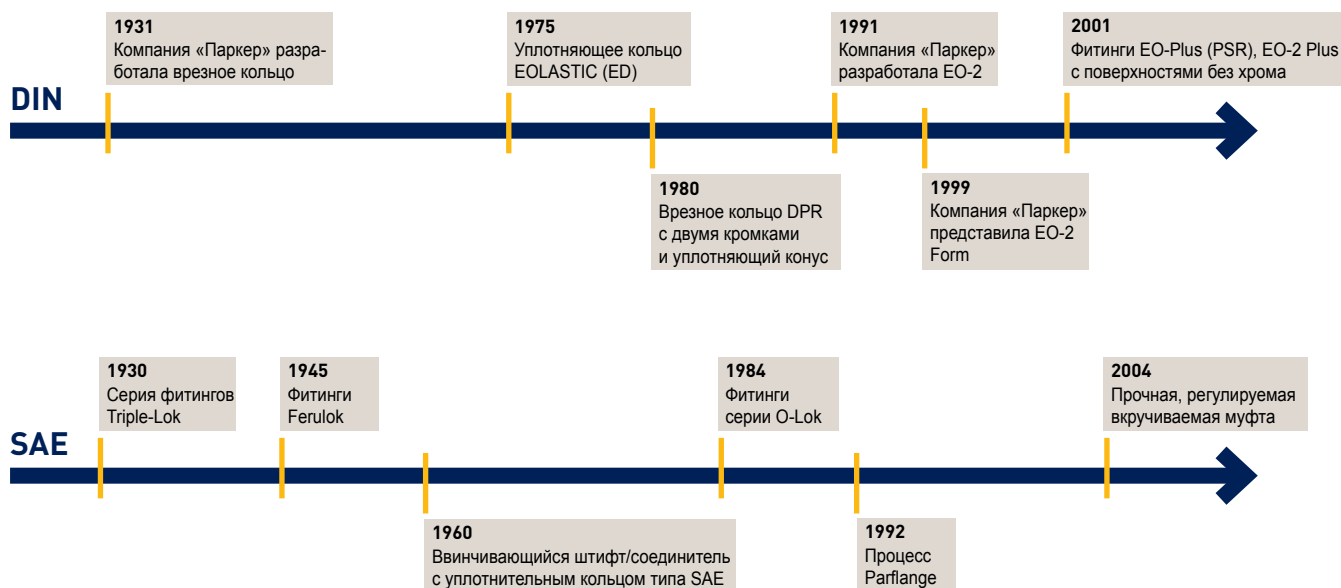 1931
Компания «Паркер» разра-
ботала врезное кольцо
1975
Уплотняющее кольцо
EOLASTIC (ED)
1991
Компания «Паркер»
разработала EO-2
2001
Фитинги EO-Plus (PSR), EO-2 Plus
с поверхностями без хрома
DIN
1980
Врезное кольцо DPR
с двумя кромками
и уплотняющий конус
1999
Компания «Паркер»
представила EO-2
Form
1930
Серия фитингов
Triple-Lok
1945
Фитинги
Ferulok
1984
Фитинги
серии O-Lok
2004
Прочная, регулируемая
вкручиваемая муфта
SAE
1960
Ввинчивающийся штифт/соединитель
с уплотнительным кольцом типа SAE
1992
Процесс
Parflange